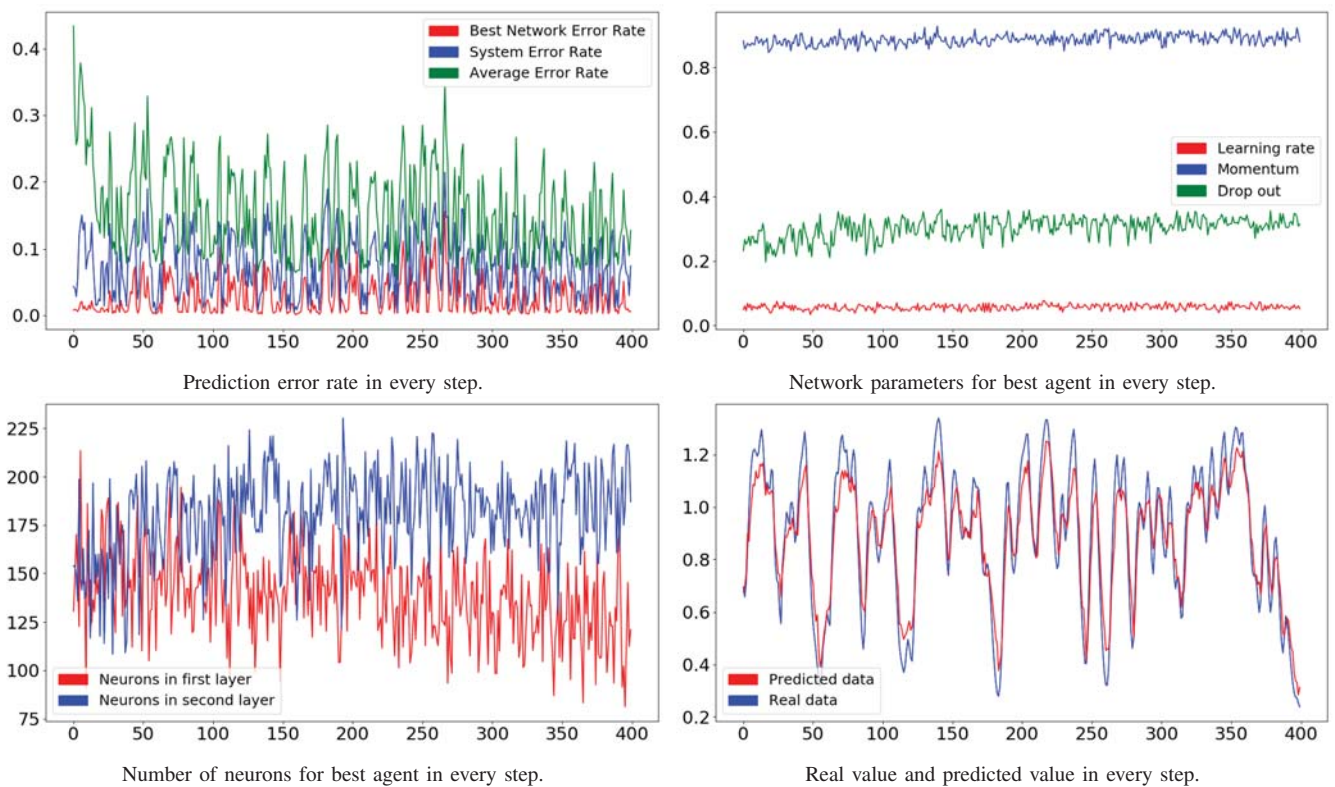 0.4
0.3
0.2
0.1
0.0
Best Network Error Rate
System Error Rate
Average Error Rate
0 50 100 150 200 250 300 350 400
Prediction error rate in every step.
0.8
0.6
0.4
0.2
0.0
Learning rate
Momentum
Drop out
0 50 100 150 200 250 300 350 400
Network parameters for best agent in every step.
225
200
175
150
125
100
75
Neurons in first layer
Neurons in second layer
0 50 100 150 200 250 300 350 400
Number of neurons for best agent in every step.
1.2
1.0
0.8
0.6
0.4
0.2
Predicted data
Real data
0 50 100 150 200 250 300 350 400
Real value and predicted value in every step.